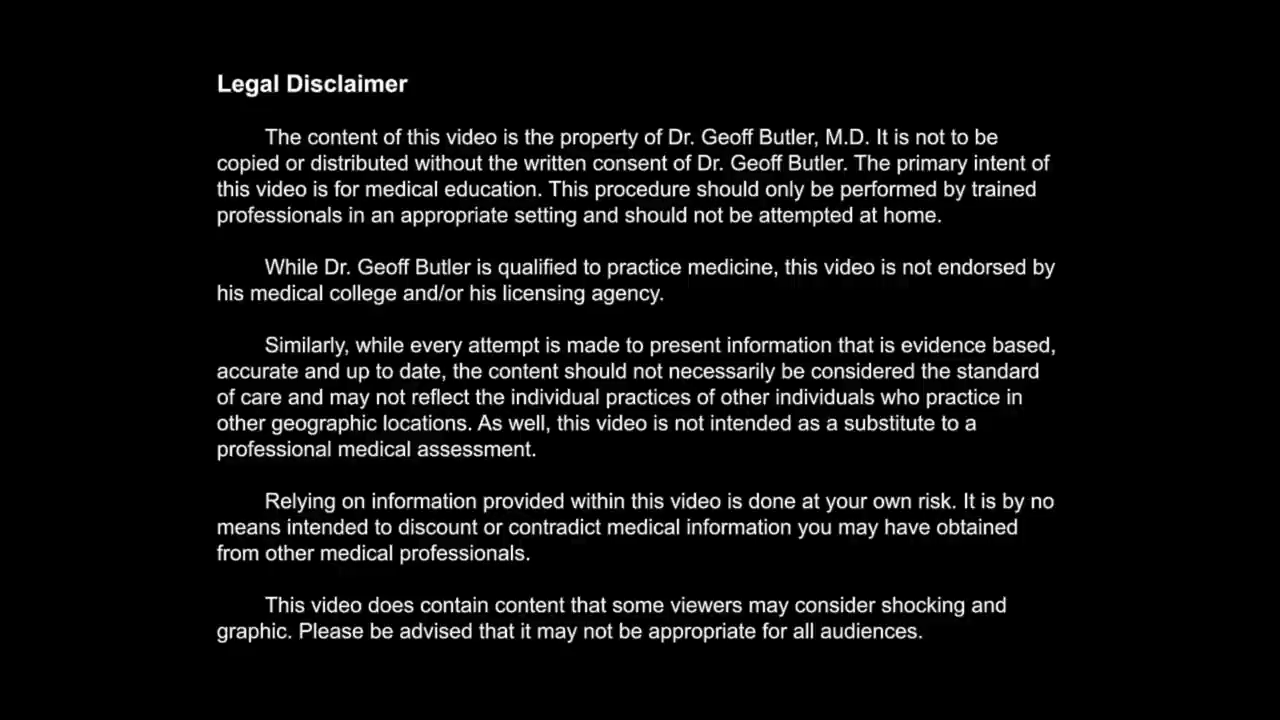 Legal Disclaimer
The content of this video is the property of Dr. Geoff Butler, M.D. It is not to be
copied or distributed without the written consent of Dr. Geoff Butler. The primary intent of
this video is for medical education. This procedure should only be performed by trained
professionals in an appropriate setting and should not be attempted at home.
While Dr. Geoff Butler is qualified to practice medicine, this video is not endorsed by
his medical college and/or his licensing agency.
Similarly, while every attempt is made to present information that is evidence based,
accurate and up to date, the content should not necessarily be considered the standard
of care and may not reflect the individual practices of other individuals who practice in
other geographic locations. As well, this video is not intended as a substitute to a
professional medical assessment.
Relying on information provided within this video is done at your own risk. It is by no
means intended to discount or contradict medical information you may have obtained
from other medical professionals.
This video does contain content that some viewers may consider shocking and
graphic. Please be advised that it may not be appropriate for all audiences.